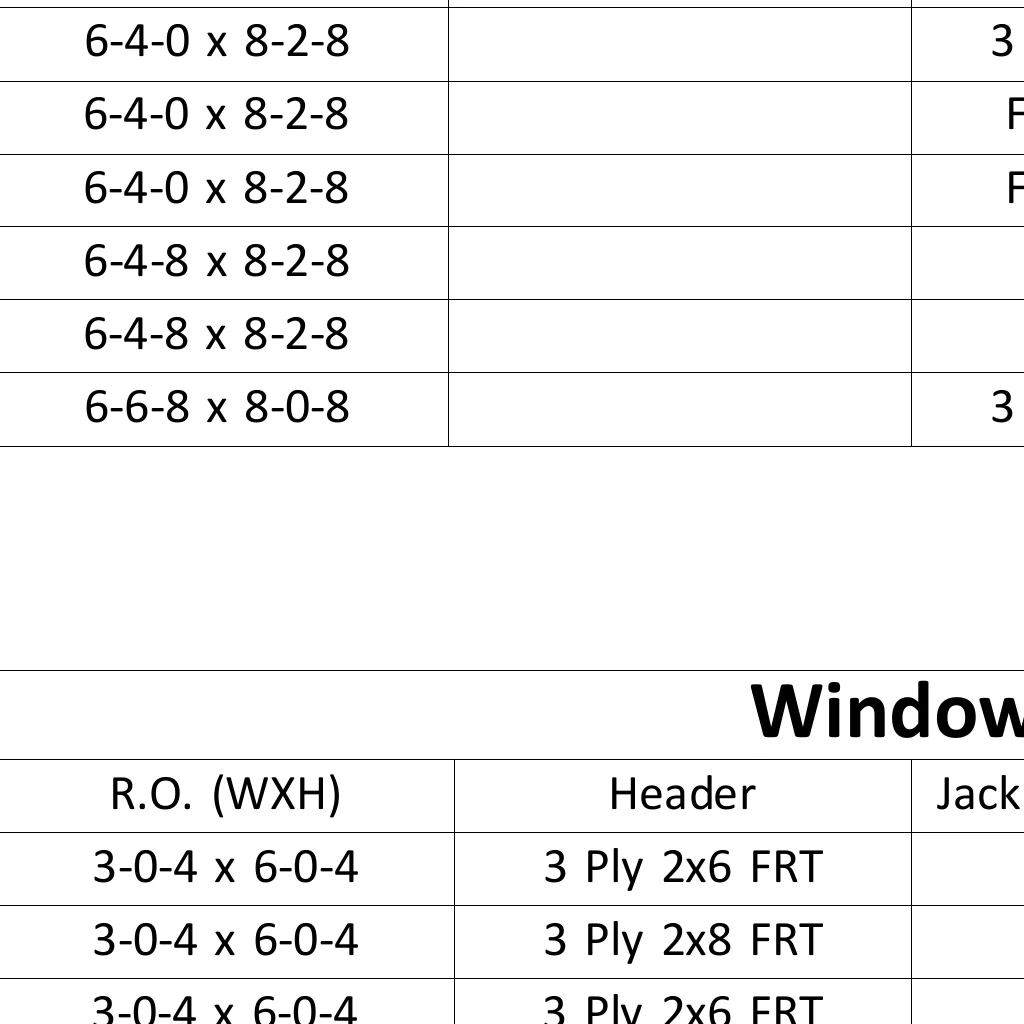 6-4-0 x 8-2-8 3
6-4-0 x 8-2-8 F
6-4-0 x 8-2-8 F
6-4-8 x 8-2-8
6-4-8 x 8-2-8
6-6-8 x 8-0-8 3
Window
R.O. (WXH) Header Jack
3-0-4 x 6-0-4 3 Ply 2x6 FRT
3-0-4 x 6-0-4 3 Ply 2x8 FRT
3-0-4 x 6-0-4 3 Ply 2x6 FRT